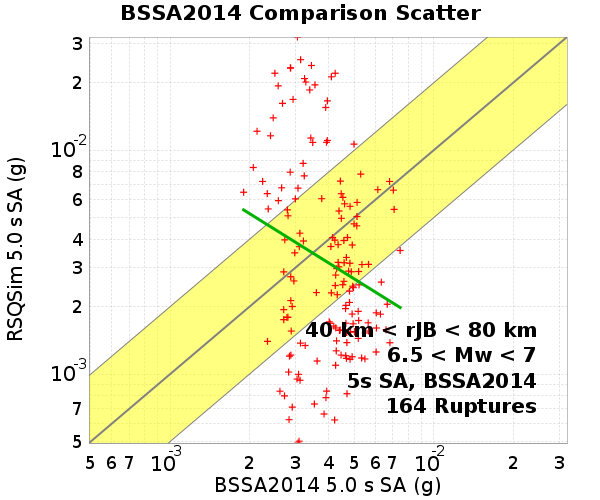 BSSA2014 Comparison Scatter
RSQSim 5.0 s SA (g)
3
2
10-2
8
6
4
3
2
10-3
7
5
40 km < rJB < 80 km
6.5 < Mw < 7
5s SA, BSSA2014
164 Ruptures
5 6 7 10-3 2 3 4 5 6 7 10-2 2 3
BSSA2014 5.0 s SA (g)